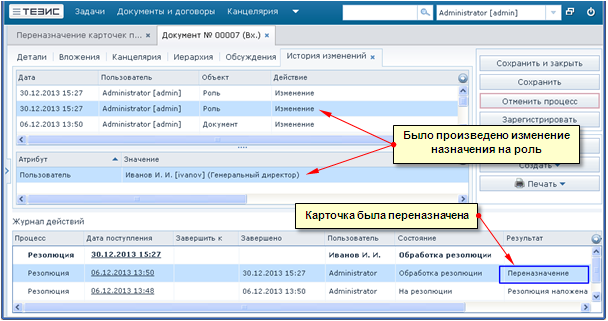 ТЕЗИС Задачи Документы и договоры Канцелярия Administrator [admin]
Переназначение карточек п... Документ № 00007 (Вх.)
Детали Вложения Канцелярия Иерархия Обсуждения История изменений
Дата Пользователь Объект Действие
30.12.2013 15:27 Administrator [admin] Роль Изменение
30.12.2013 15:27 Administrator [admin] Роль Изменение
06.12.2013 13:50 Administrator [admin] Документ Изменение
Атрибут Значение
Пользователь Иванов И. И. [ivanov] (Генеральный директор)
Сохранить и закрыть
Сохранить
Отменить процесс
Зарегистрировать
Создать
Печать
Было произведено изменение
назначения на роль
Карточка была переназначена
Журнал действий
Процесс Дата поступления Завершить к Завершено Пользователь Состояние Результат
Резолюция 30.12.2013 15:27 Иванов И. И. Обработка резолюции
Резолюция 06.12.2013 13:50 30.12.2013 15:27 Administrator Обработка резолюции Переназначение
Резолюция 06.12.2013 13:48 06.12.2013 13:50 Administrator На резолюции Резолюция наложена